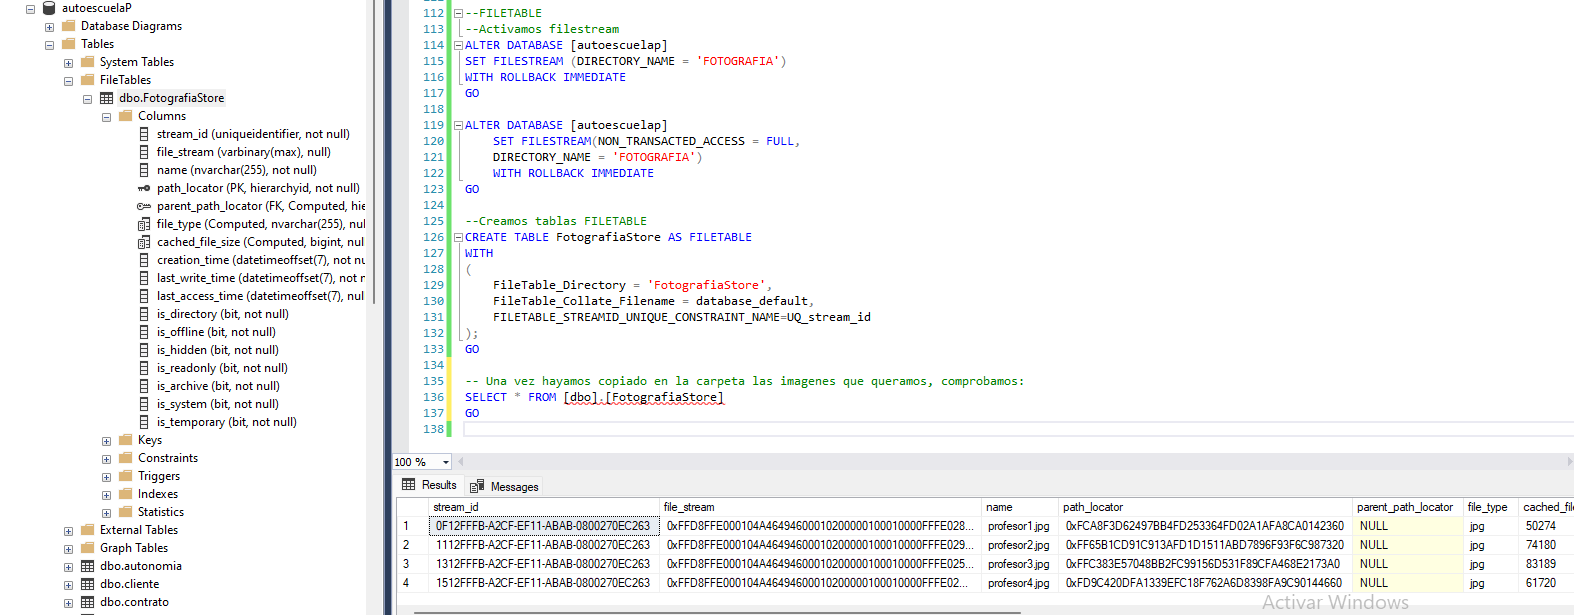 autoescuelaP
Database Diagrams
Tables
System Tables
FileTables
dbo.FotografiaStore
Columns
stream_id (uniqueidentifier, not null)
file_stream (varbinary(max), null)
name (nvarchar(255), not null)
path_locator (PK, hierarchyid, not null)
parent_path_locator (FK, Computed, hie
file_type (Computed, nvarchar(255), nul
cached_file_size (Computed, bigint, nul
creation_time (datetimeoffset(7), not nu
last_write_time (datetimeoffset(7), not r
last_access_time (datetimeoffset(7), nul
is_directory (bit, not null)
is_offline (bit, not null)
is_hidden (bit, not null)
is_readonly (bit, not null)
is_archive (bit, not null)
is_system (bit, not null)
is_temporary (bit, not null)
Keys
Constraints
Triggers
Indexes
Statistics
External Tables
Graph Tables
dbo.autonomia
dbo.cliente
dbo.contrato
112 --FILETABLE
113 --Activamos filestream
114 ALTER DATABASE [autoescuelap]
115 SET FILESTREAM (DIRECTORY_NAME = 'FOTOGRAFIA')
116 WITH ROLLBACK IMMEDIATE
117 GO
118
119 ALTER DATABASE [autoescuelap]
120 SET FILESTREAM(NON_TRANSACTED_ACCESS = FULL,
121 DIRECTORY_NAME = 'FOTOGRAFIA')
122 WITH ROLLBACK IMMEDIATE
123 GO
124
125 --Creamos tablas FILETABLE
126 CREATE TABLE FotografiaStore AS FILETABLE
127 WITH
128 (
129 FileTable_Directory = 'FotografiaStore',
130 FileTable_Collate_Filename = database_default,
131 FILETABLE_STREAMID_UNIQUE_CONSTRAINT_NAME=UQ_stream_id
132 );
133 GO
134
135 -- Una vez hayamos copiado en la carpeta las imagenes que queramos, comprobamos:
136 SELECT * FROM [dbo].[FotografiaStore]
137 GO
138
100 %
Results Messages
stream_id file_stream name path_locator parent_path_locator file_type cached_file
1 0F12FFFB-A2CF-EF11-ABAB-0800270EC263 0xFFD8FFE000104A46494600010200000100010000FFFE028... profesor1.jpg 0xFCA8F3D62497BB4FD253364FD02A1AFA8CA0142360 NULL jpg 50274
2 1112FFFB-A2CF-EF11-ABAB-0800270EC263 0xFFD8FFE000104A46494600010200000100010000FFFE029... profesor2.jpg 0xFF65B1CD91C913AFD1D1511ABD7896F93F6C987320 NULL jpg 74180
3 1312FFFB-A2CF-EF11-ABAB-0800270EC263 0xFFD8FFE000104A46494600010200000100010000FFFE025... profesor3.jpg 0xFFC383E57048BB2FC99156D531F89CFA468E2173A0 NULL jpg 83189
4 1512FFFB-A2CF-EF11-ABAB-0800270EC263 0xFFD8FFE000104A46494600010200000100010000FFFE02... profesor4.jpg 0xFD9C420DFA1339EFC18F762A6D8398FA9C90144660 NULL jpg 61720
Activar Windows